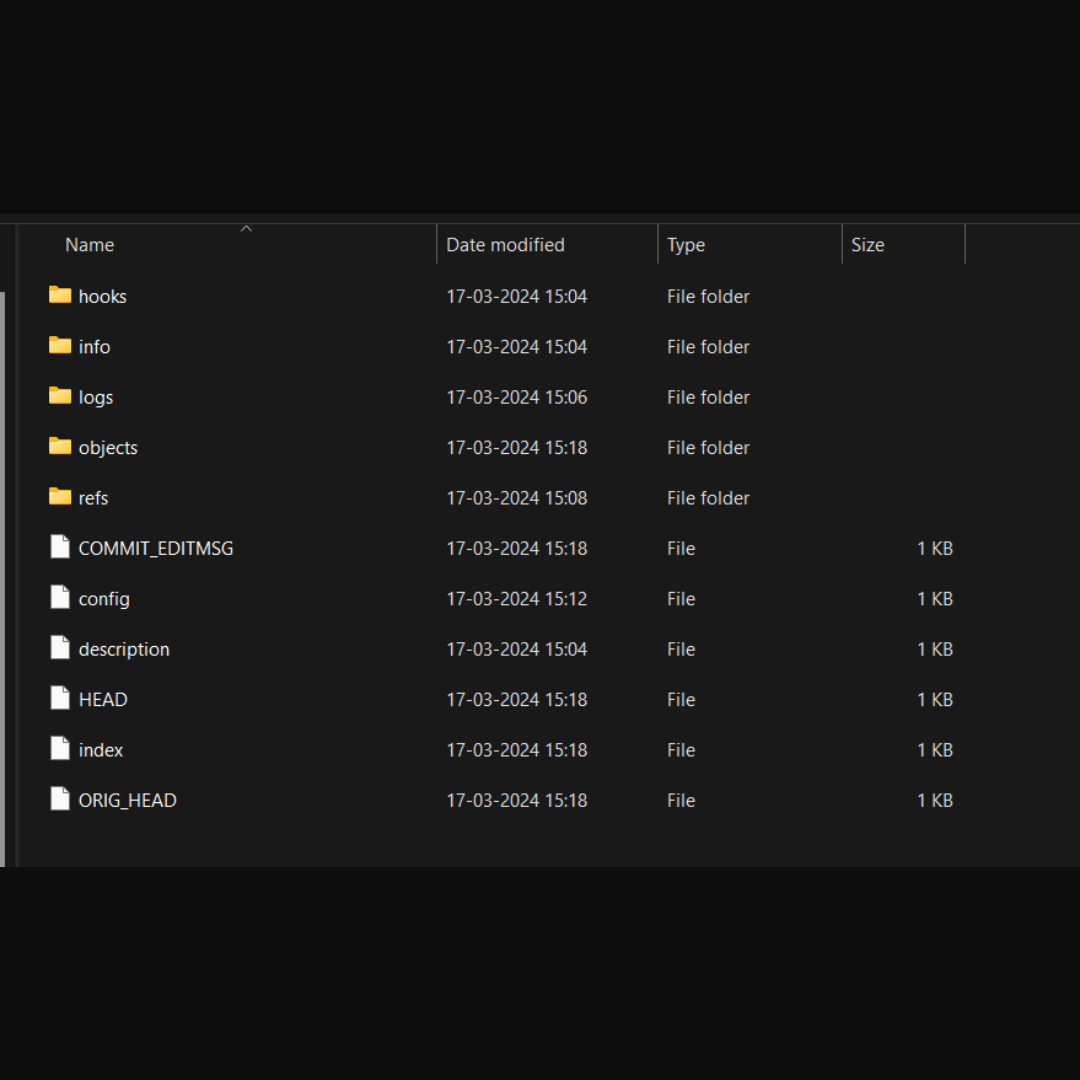 Name Date modified Type Size
hooks 17-03-2024 15:04 File folder
info 17-03-2024 15:04 File folder
logs 17-03-2024 15:06 File folder
objects 17-03-2024 15:18 File folder
refs 17-03-2024 15:08 File folder
COMMIT_EDITMSG 17-03-2024 15:18 File 1 KB
config 17-03-2024 15:12 File 1 KB
description 17-03-2024 15:04 File 1 KB
HEAD 17-03-2024 15:18 File 1 KB
index 17-03-2024 15:18 File 1 KB
ORIG_HEAD 17-03-2024 15:18 File 1 KB